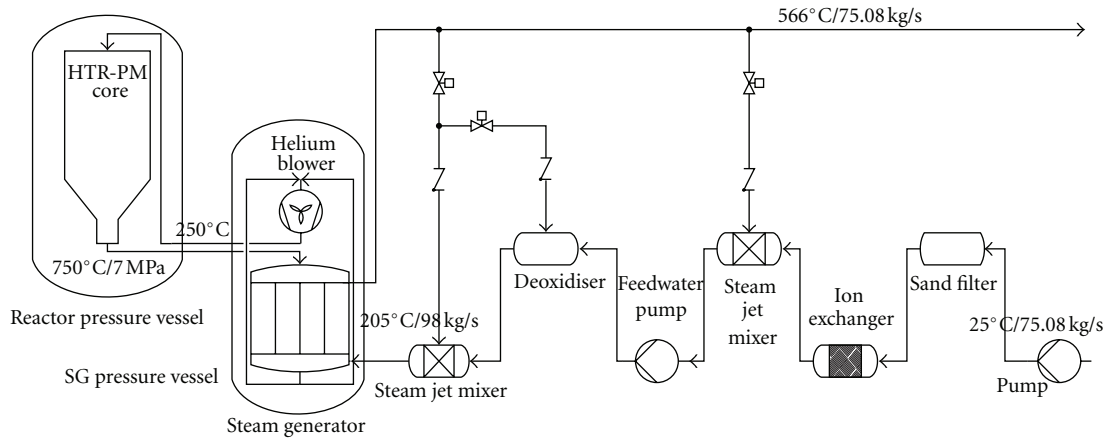 566°C/75.08 kg/s
HTR-PM
core
Helium
blower
250°C
750°C/7 MPa
Reactor pressure vessel
SG pressure vessel
Steam generator
205°C/98 kg/s
Steam jet mixer
Deoxidiser
Feedwater
pump
Steam
jet
mixer
Ion
exchanger
Sand filter
25°C/75.08 kg/s
Pump